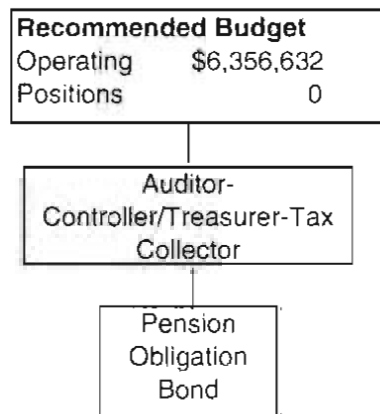 Recommended Budget
Operating $6,356,632
Positions 0
Auditor-
Controller/Treasurer-Tax
Collector
Pension
Obligation
Bond